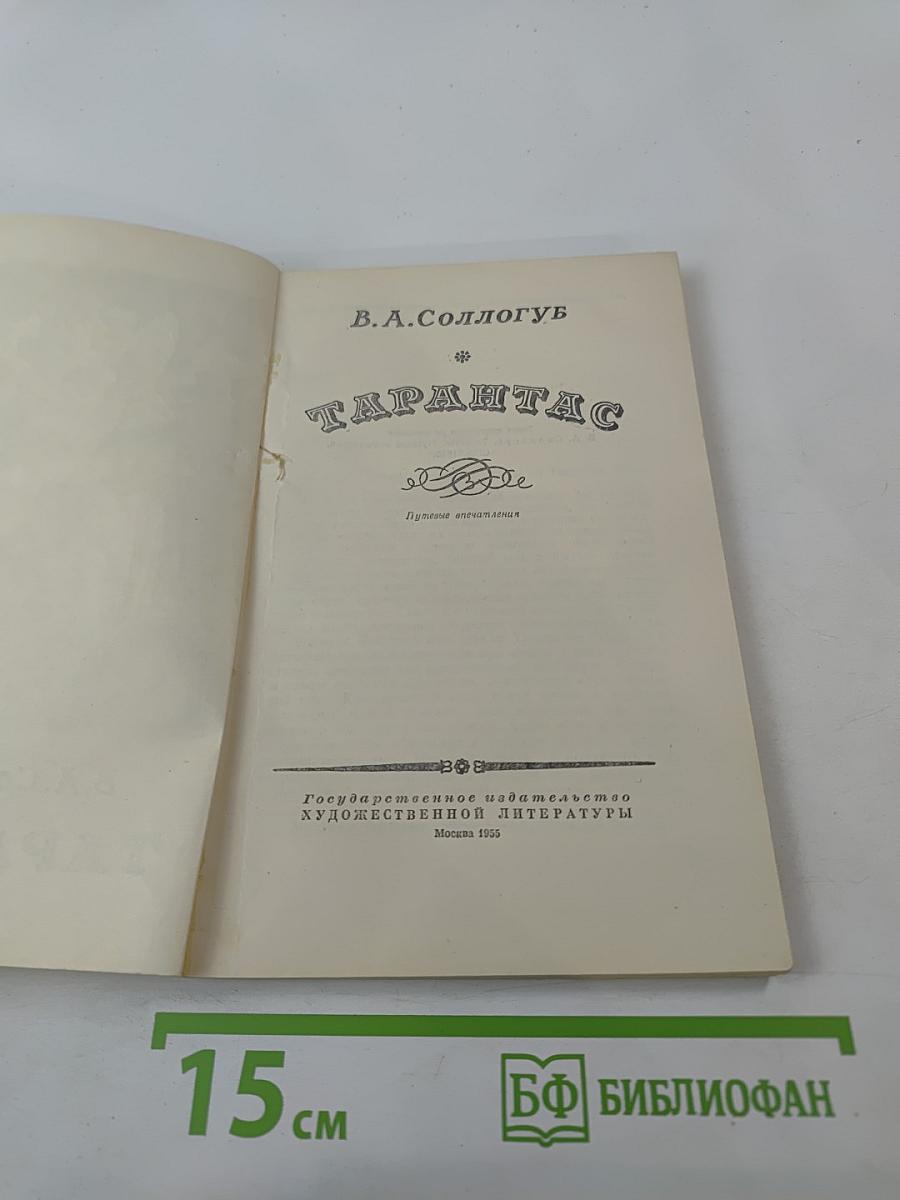 В. А. Соллогуб
ТАРАНТАС
Путевые впечатления
Государственное издательство
ХУДОЖЕСТВЕННОЙ ЛИТЕРАТУРЫ
Москва 1955
15 см
БФ БИБЛИОФАН